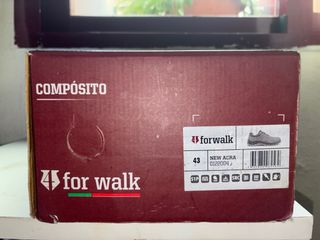 COMPÓSITO
for walk
forwalk
43
NEW ACRA